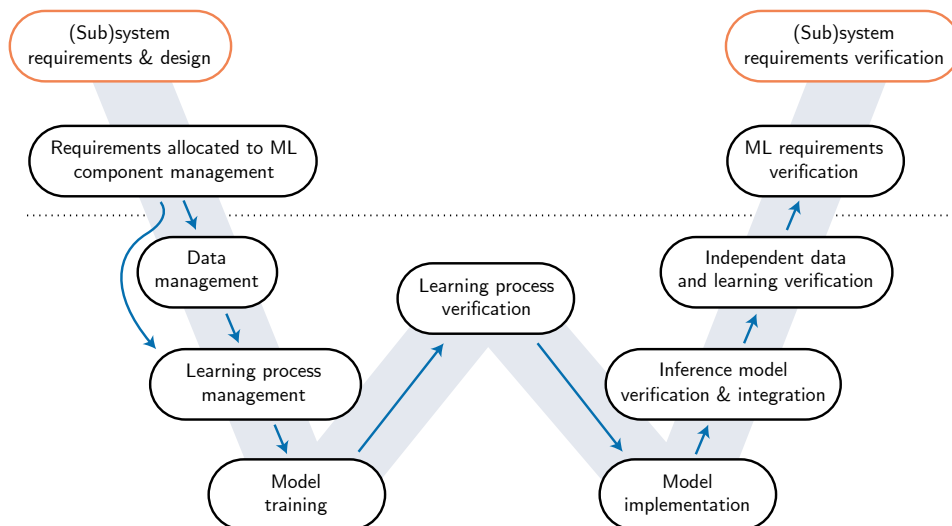 (Sub)system
requirements & design
(Sub)system
requirements verification
Requirements allocated to ML
component management
ML requirements
verification
Data
management
Learning process
verification
Independent data
and learning verification
Learning process
management
Inference model
verification & integration
Model
training
Model
implementation